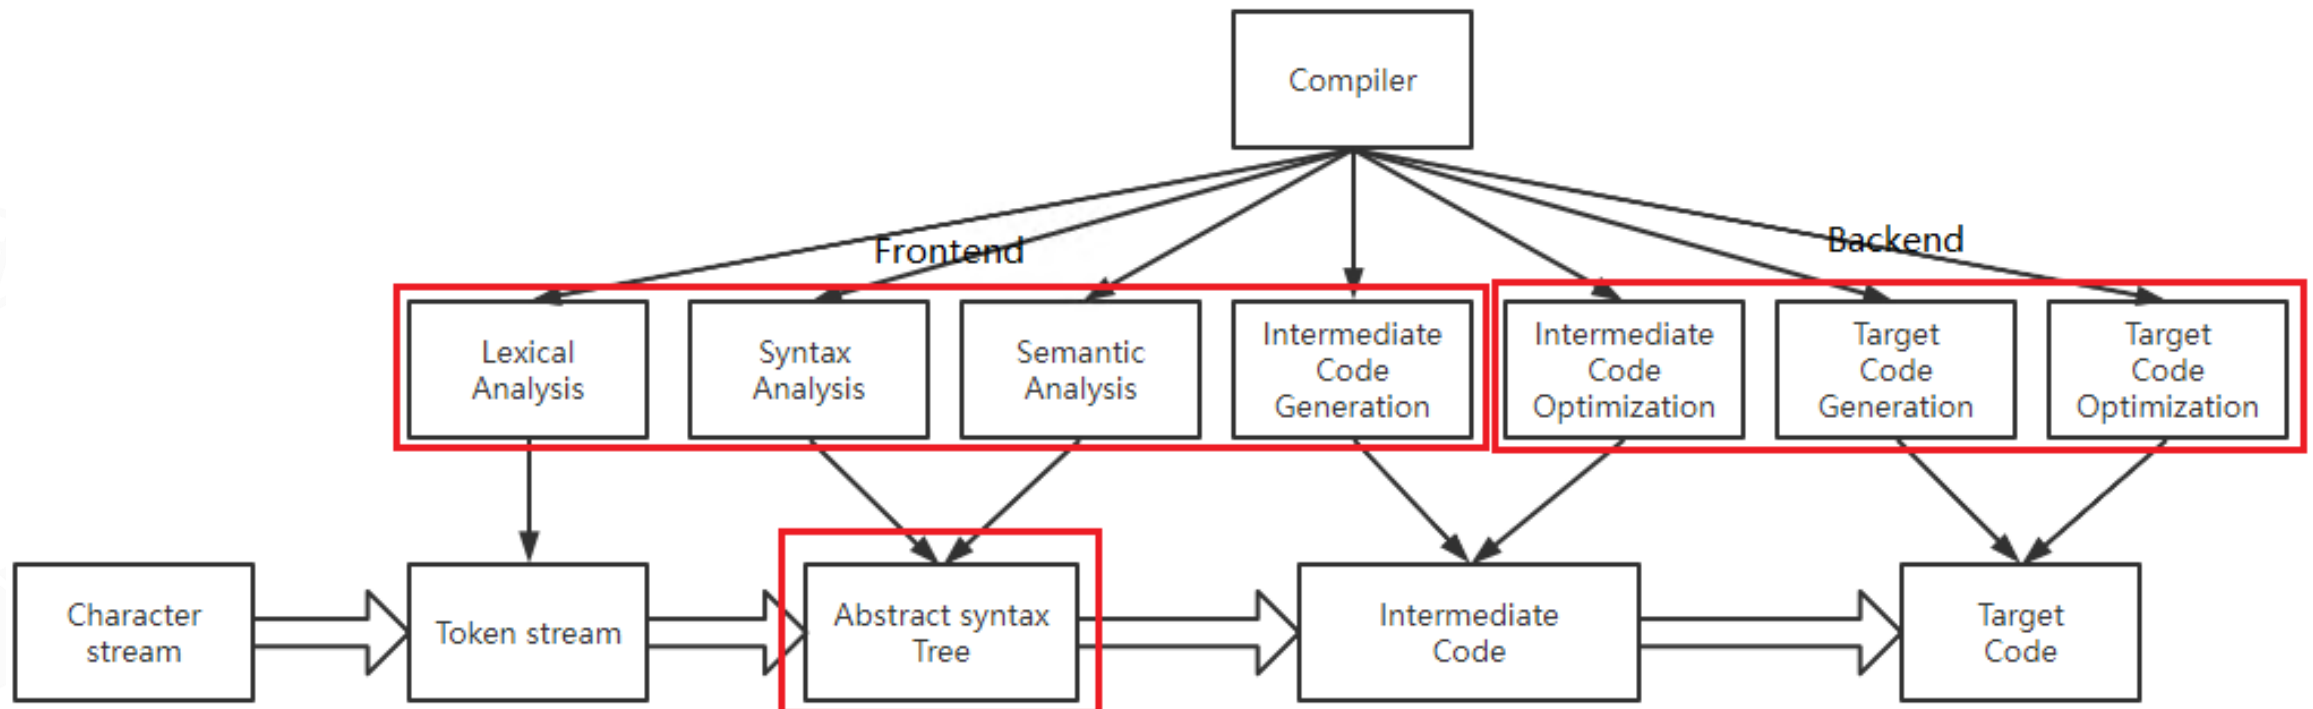 Compiler
Frontend
Backend
Lexical
Analysis
Syntax
Analysis
Semantic
Analysis
Intermediate
Code
Generation
Intermediate
Code
Optimization
Target
Code
Generation
Target
Code
Optimization
Character
stream
Token stream
Abstract syntax
Tree
Intermediate
Code
Target
Code